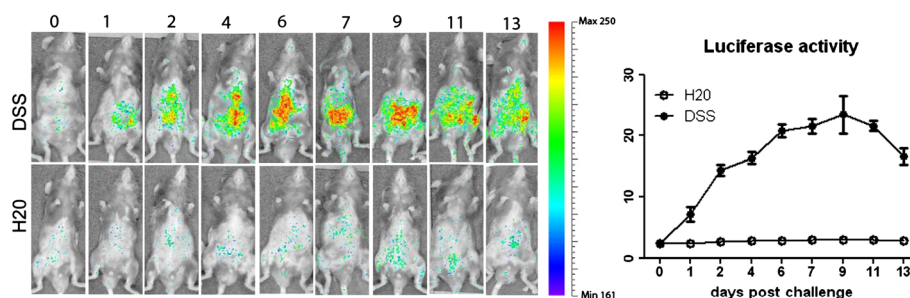 0 1 2 4 6 7 9 11 13
DSS
H20
Max 250
Min 161
Luciferase activity
30
20
10
0
H20
DSS
0 1 2 4 6 7 9 11 13
days post challenge